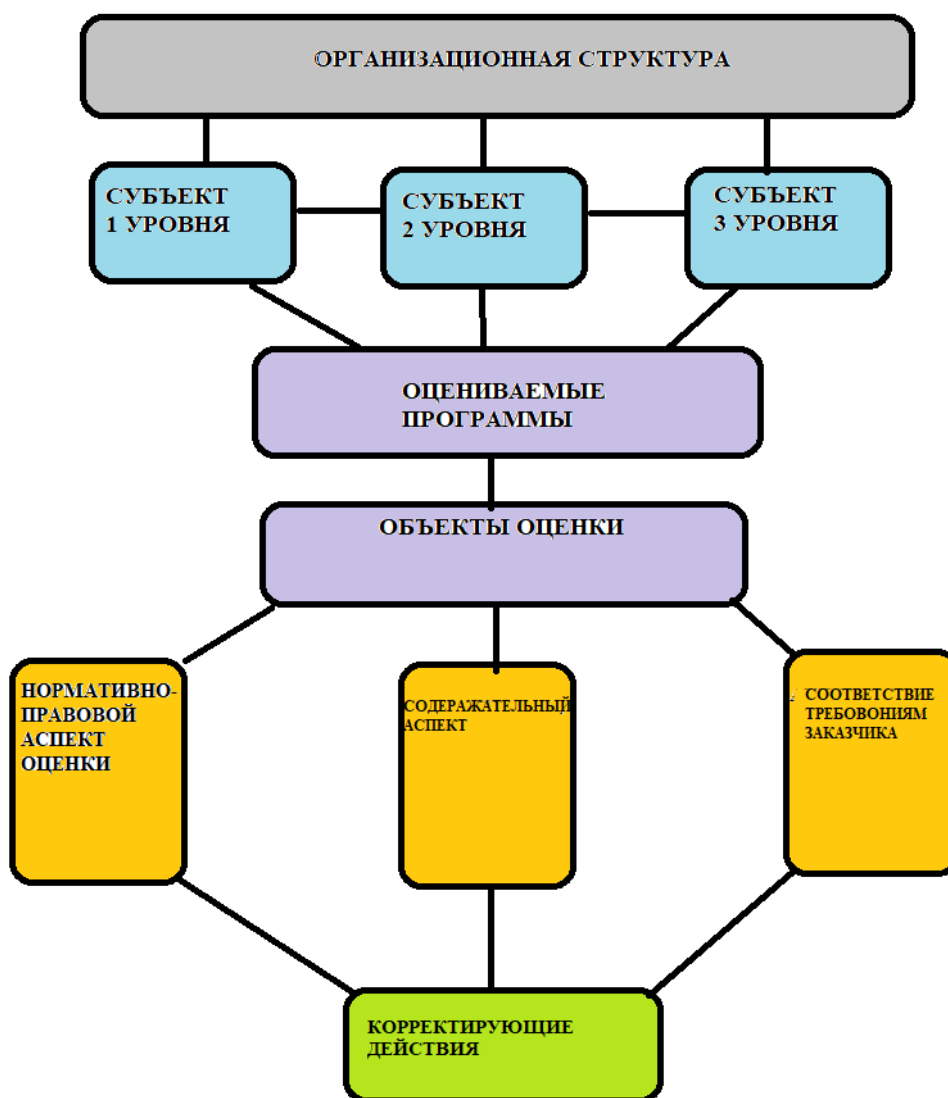 ОРГАНИЗАЦИОННАЯ СТРУКТУРА
СУБЪЕКТ
1 УРОВНЯ
СУБЪЕКТ
2 УРОВНЯ
СУБЪЕКТ
3 УРОВНЯ
ОЦЕНИВАЕМЫЕ
ПРОГРАММЫ
ОБЪЕКТЫ ОЦЕНКИ
НОРМАТИВНО-
ПРАВОВОЙ
АСПЕКТ
ОЦЕНКИ
СОДЕРАЖАТЕЛЬНЫЙ
АСПЕКТ
СООТВЕТСТВИЕ
ТРЕБОВОНИЯМ
ЗАКАЗЧИКА
КОРРЕКТИРУЮЩИЕ
ДЕЙСТВИЯ